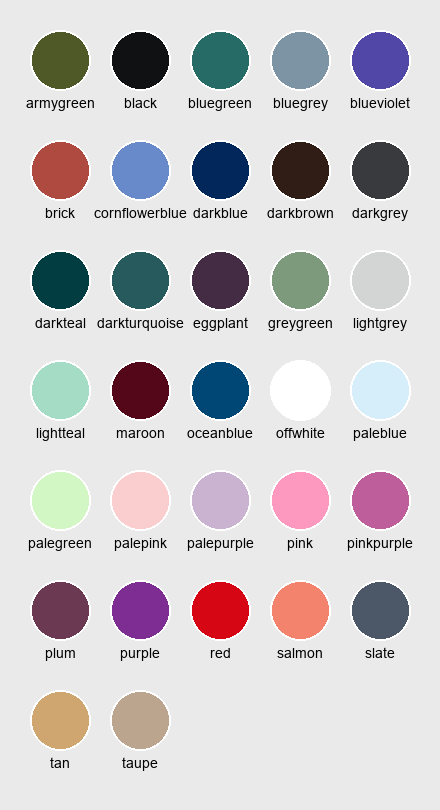 armygreen black bluegreen bluegrey blueviolet
brick cornflowerblue darkblue darkbrown darkgrey
darkteal darkturquoise eggplant greygreen lightgrey
lightteal maroon oceanblue offwhite paleblue
palegreen palepink palepurple pink pinkpurple
plum purple red salmon slate
tan taupe